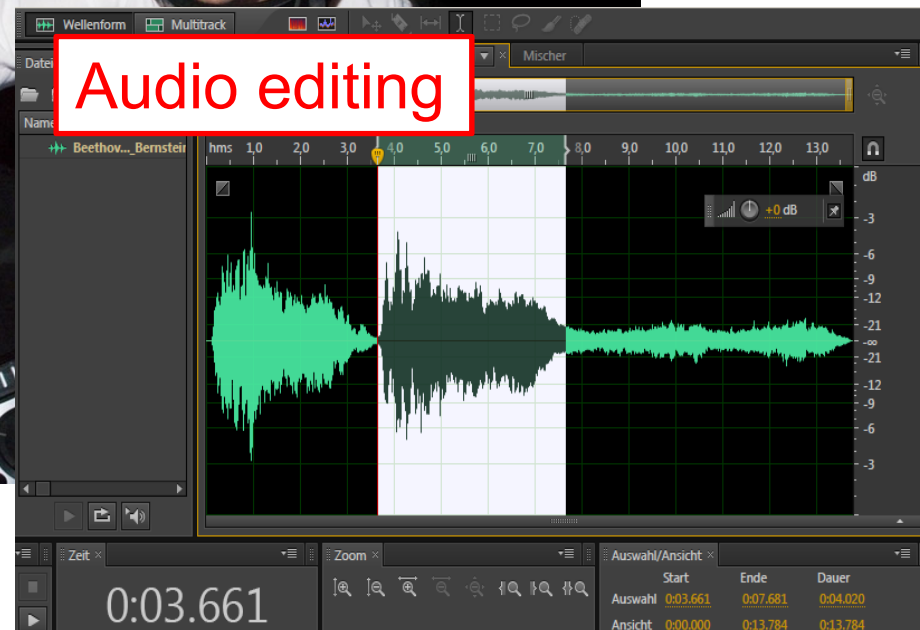 Wellenform Multitrack
Audio editing
Datei
Mischer
Name
Beethov..._Bernstein
hms 1,0 2,0 3,0 4,0 5,0 6,0 7,0 8,0 9,0 10,0 11,0 12,0 13,0
dB
+0 dB
-3
-6
-9
-12
-21
-∞
-21
-12
-9
-6
-3
Zeit × Zoom × Auswahl/Ansicht ×
0:03.661
Start Ende Dauer
Auswahl 0:03.661 0:07.681 0:04.020
Ansicht 0:00.000 0:13.784 0:13.784